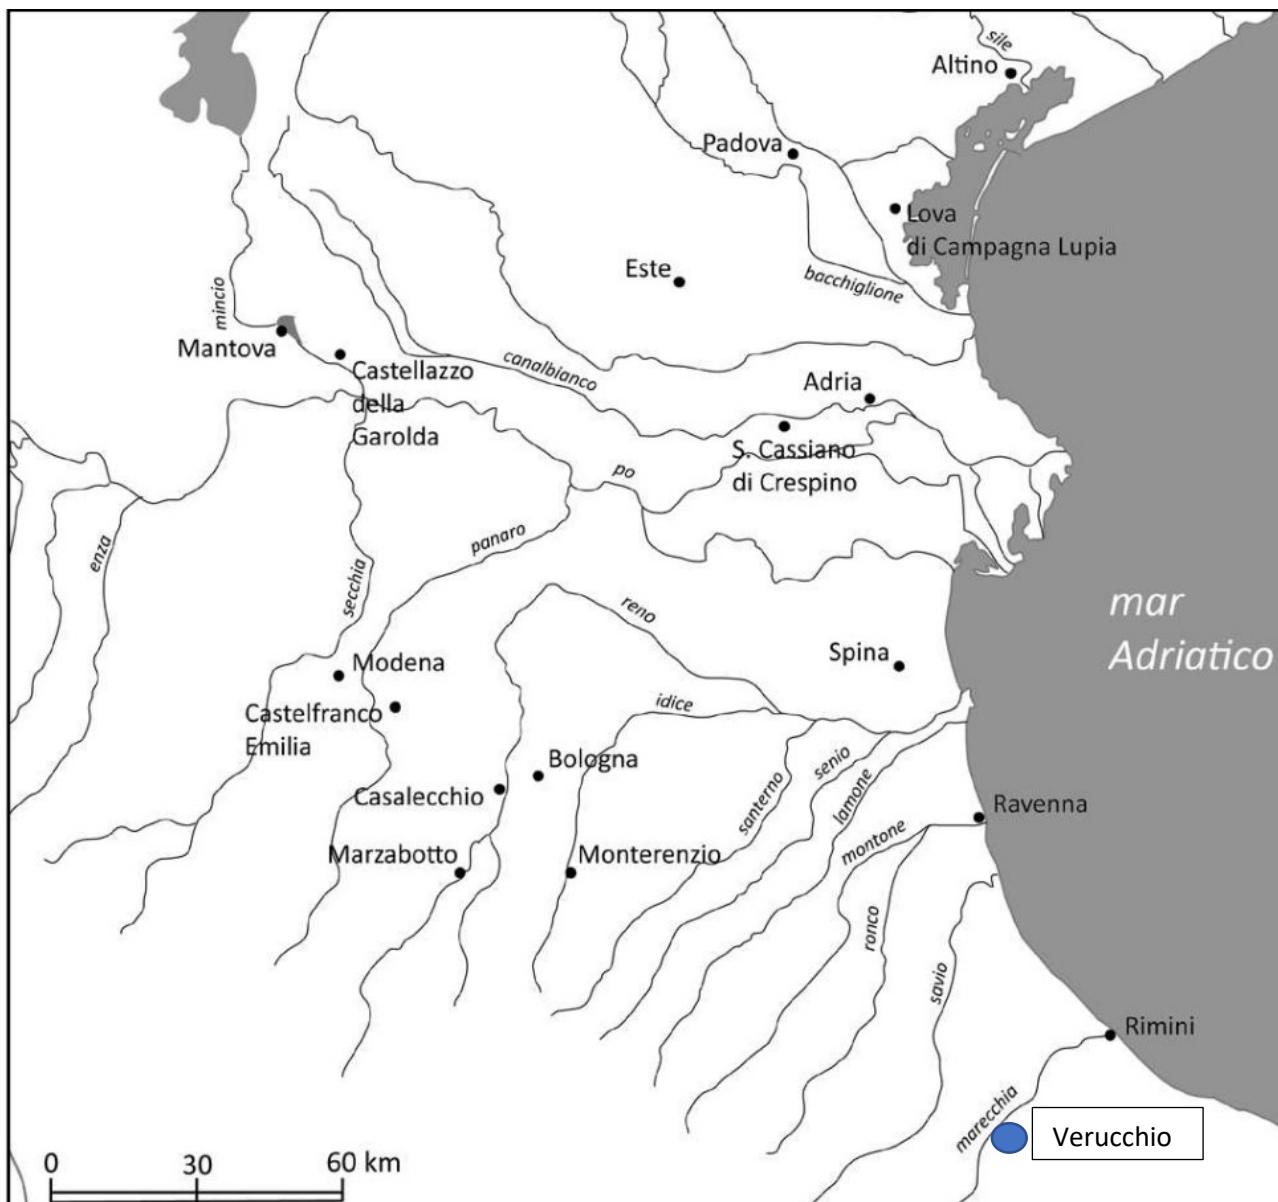 sile
Altino
Padova
Lova
di Campagna Lupia
Este
bacchiglione
mincio
Mantova
Castellazzo
della
Garolda
canalbianco
Adria
S. Cassiano
di Crespino
po
panaro
enza
secchia
reno
mar
Adriatico
Spina
Modena
Castelfranco
Emilia
idice
Bologna
Casalecchio
santerno
senio
lamone
Ravenna
montone
Marzabotto
Monterenzio
ronco
savio
Rimini
marecchia
Verucchio
0 30 60 km